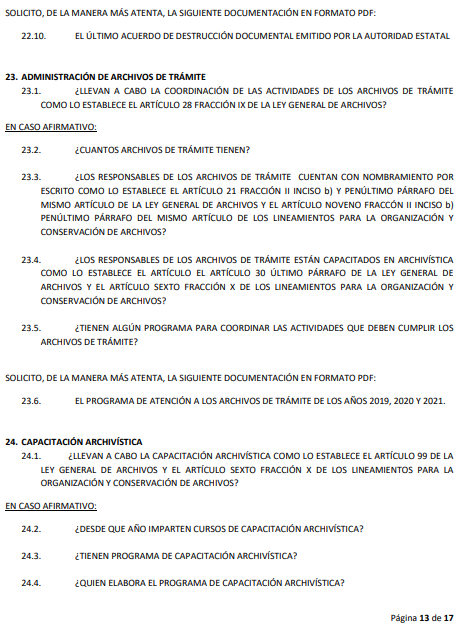 SOLICITO, DE LA MANERA MÁS ATENTA, LA SIGUIENTE DOCUMENTACIÓN EN FORMATO PDF:
22.10. EL ÚLTIMO ACUERDO DE DESTRUCCIÓN DOCUMENTAL EMITIDO POR LA AUTORIDAD ESTATAL
23. ADMINISTRACIÓN DE ARCHIVOS DE TRÁMITE
23.1. ¿LLEVAN A CABO LA COORDINACIÓN DE LAS ACTIVIDADES DE LOS ARCHIVOS DE TRÁMITE
COMO LO ESTABLECE EL ARTÍCULO 28 FRACCIÓN IX DE LA LEY GENERAL DE ARCHIVOS?
EN CASO AFIRMATIVO:
23.2. ¿CUANTOS ARCHIVOS DE TRÁMITE TIENEN?
23.3. ¿LOS RESPONSABLES DE LOS ARCHIVOS DE TRÁMITE CUENTAN CON NOMBRAMIENTO POR
ESCRITO COMO LO ESTABLECE EL ARTÍCULO 21 FRACCIÓN II INCISO b) Y PENÚLTIMO PÁRRAFO DEL
MISMO ARTÍCULO DE LA LEY GENERAL DE ARCHIVOS Y EL ARTÍCULO NOVENO FRACCÓN II INCISO b)
PENÚLTIMO PÁRRAFO DEL MISMO ARTÍCULO DE LOS LINEAMIENTOS PARA LA ORGANIZACIÓN Y
CONSERVACIÓN DE ARCHIVOS?
23.4. ¿LOS RESPONSABLES DE LOS ARCHIVOS DE TRÁMITE ESTÁN CAPACITADOS EN ARCHIVÍSTICA
COMO LO ESTABLECE EL ARTÍCULO EL ARTÍCULO 30 ÚLTIMO PÁRRAFO DE LA LEY GENERAL DE
ARCHIVOS Y EL ARTÍCULO SEXTO FRACCIÓN X DE LOS LINEAMIENTOS PARA LA ORGANIZACIÓN Y
CONSERVACIÓN DE ARCHIVOS?
23.5. ¿TIENEN ALGÚN PROGRAMA PARA COORDINAR LAS ACTIVIDADES QUE DEBEN CUMPLIR LOS
ARCHIVOS DE TRÁMITE?
SOLICITO, DE LA MANERA MÁS ATENTA, LA SIGUIENTE DOCUMENTACIÓN EN FORMATO PDF:
23.6. EL PROGRAMA DE ATENCIÓN A LOS ARCHIVOS DE TRÁMITE DE LOS AÑOS 2019, 2020 Y 2021.
24. CAPACITACIÓN ARCHIVÍSTICA
24.1. ¿LLEVAN A CABO LA CAPACITACIÓN ARCHIVÍSTICA COMO LO ESTABLECE EL ARTÍCULO 99 DE LA
LEY GENERAL DE ARCHIVOS Y EL ARTÍCULO SEXTO FRACCIÓN X DE LOS LINEAMIENTOS PARA LA
ORGANIZACIÓN Y CONSERVACIÓN DE ARCHIVOS?
EN CASO AFIRMATIVO:
24.2. ¿DESDE QUE AÑO IMPARTEN CURSOS DE CAPACITACIÓN ARCHIVÍSTICA?
24.3. ¿TIENEN PROGRAMA DE CAPACITACIÓN ARCHIVÍSTICA?
24.4. ¿QUIEN ELABORA EL PROGRAMA DE CAPACITACIÓN ARCHIVÍSTICA?
Página 13 de 17